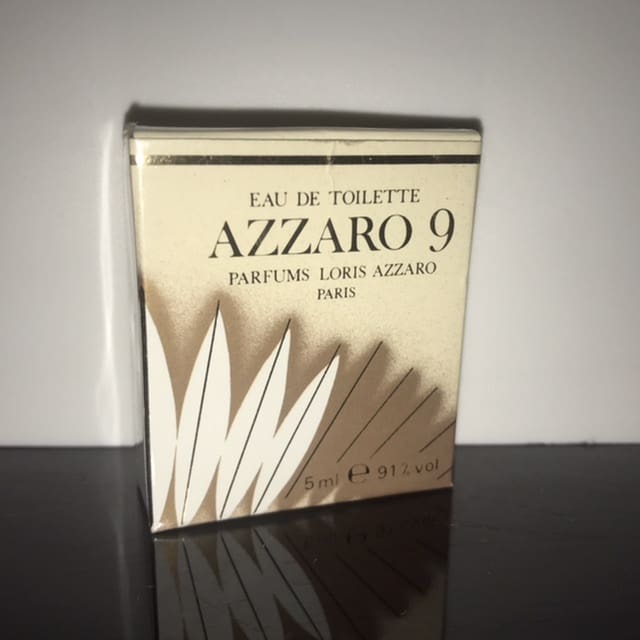 EAU DE TOILETTE
AZZARO 9
PARFUMS LORIS AZZARO
PARIS
5 ml ℮ 91% vol